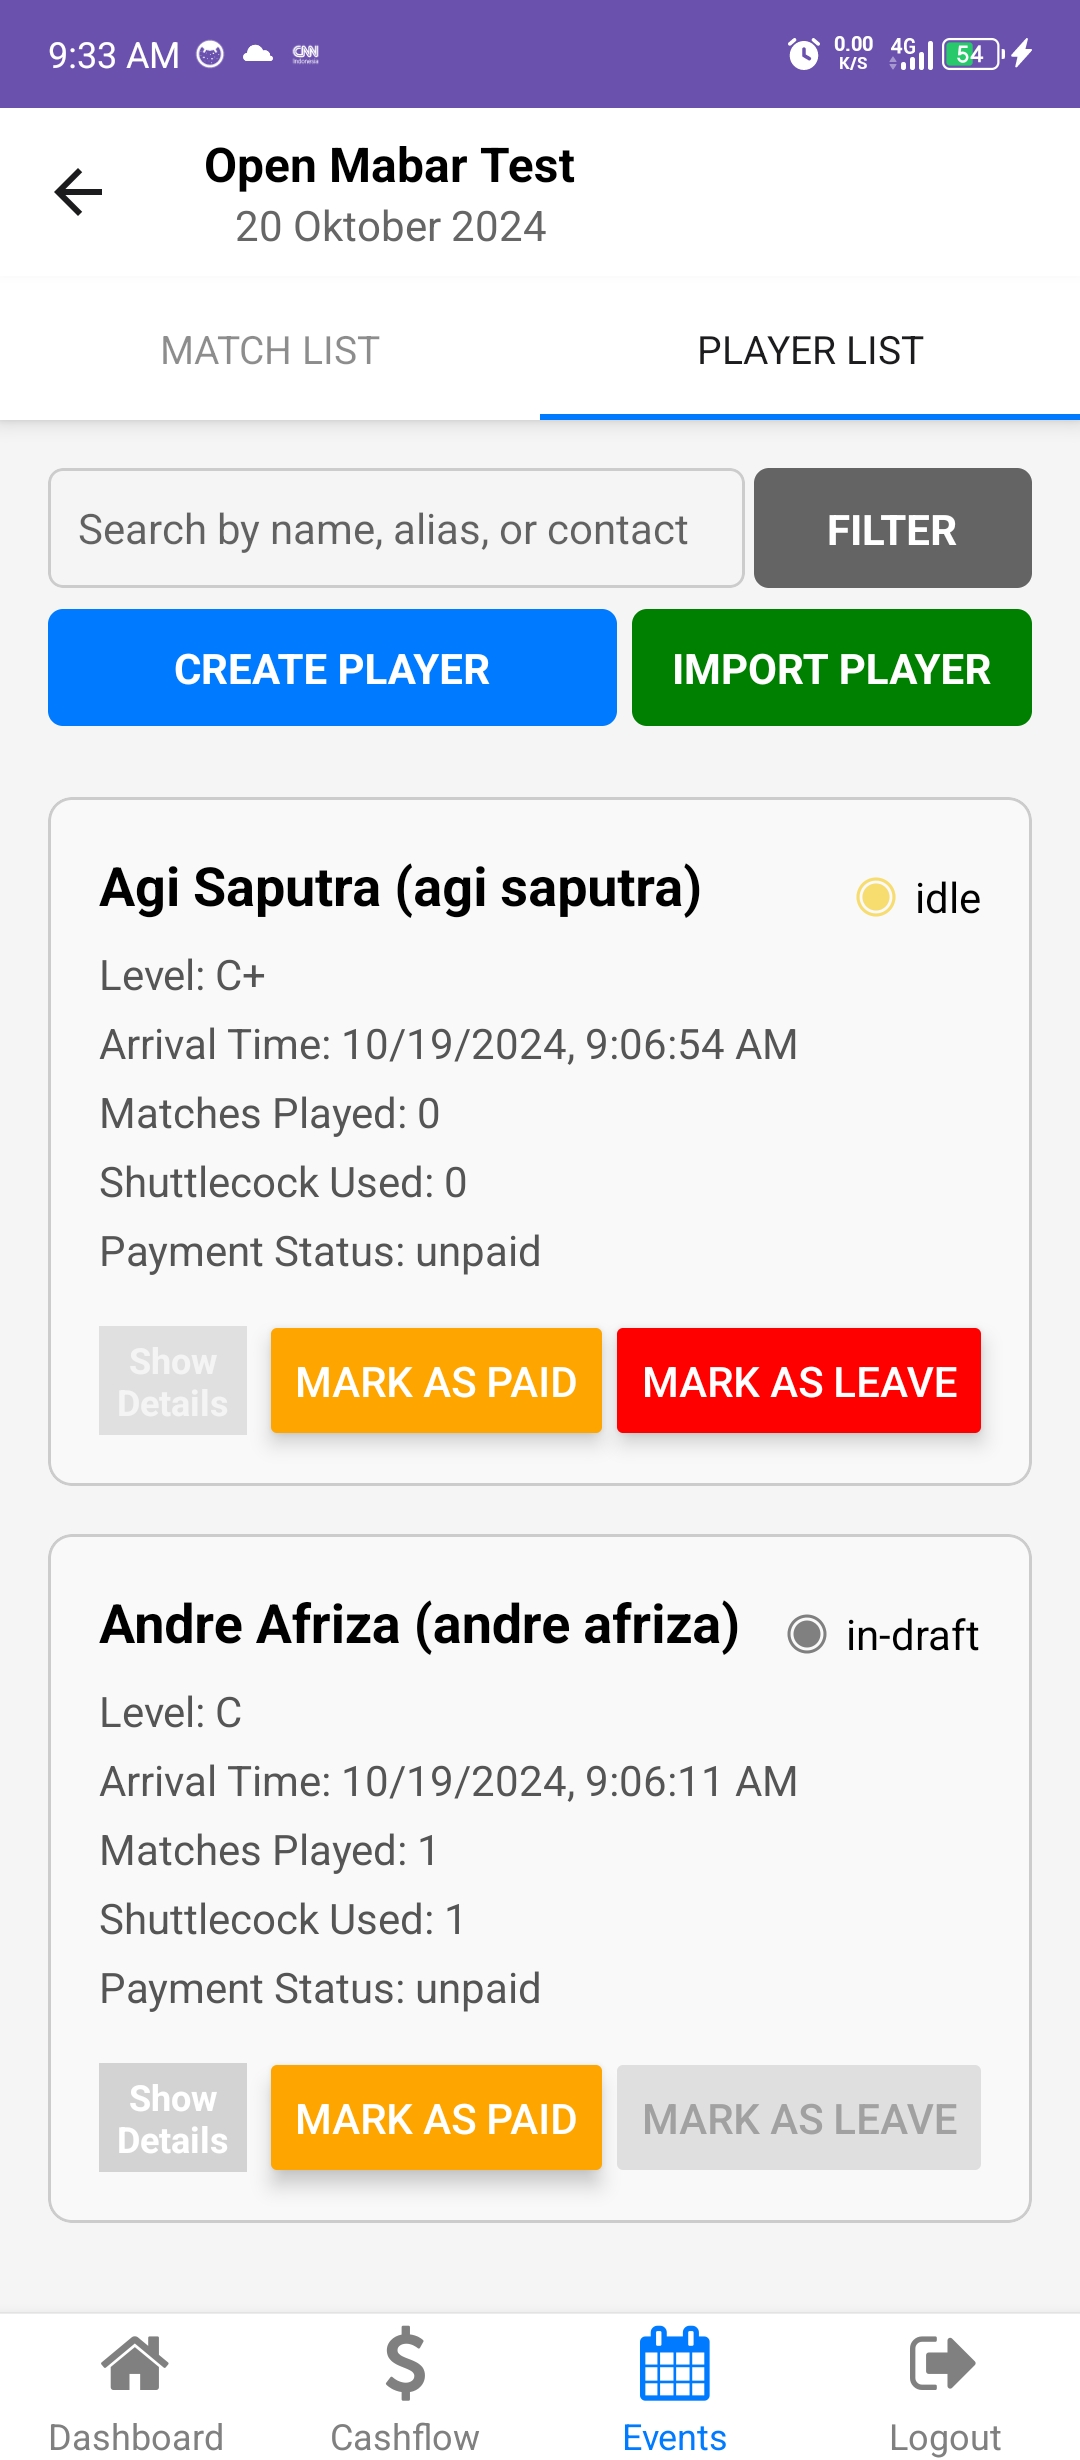 9:33 AM
CNN
Indonesia
0.00
K/S
4G
54
Open Mabar Test
20 Oktober 2024
MATCH LIST
PLAYER LIST
Search by name, alias, or contact
FILTER
CREATE PLAYER
IMPORT PLAYER
Agi Saputra (agi saputra)
idle
Level: C+
Arrival Time: 10/19/2024, 9:06:54 AM
Matches Played: 0
Shuttlecock Used: 0
Payment Status: unpaid
Show
Details
MARK AS PAID
MARK AS LEAVE
Andre Afriza (andre afriza)
in-draft
Level: C
Arrival Time: 10/19/2024, 9:06:11 AM
Matches Played: 1
Shuttlecock Used: 1
Payment Status: unpaid
Show
Details
MARK AS PAID
MARK AS LEAVE
Dashboard
Cashflow
Events
Logout